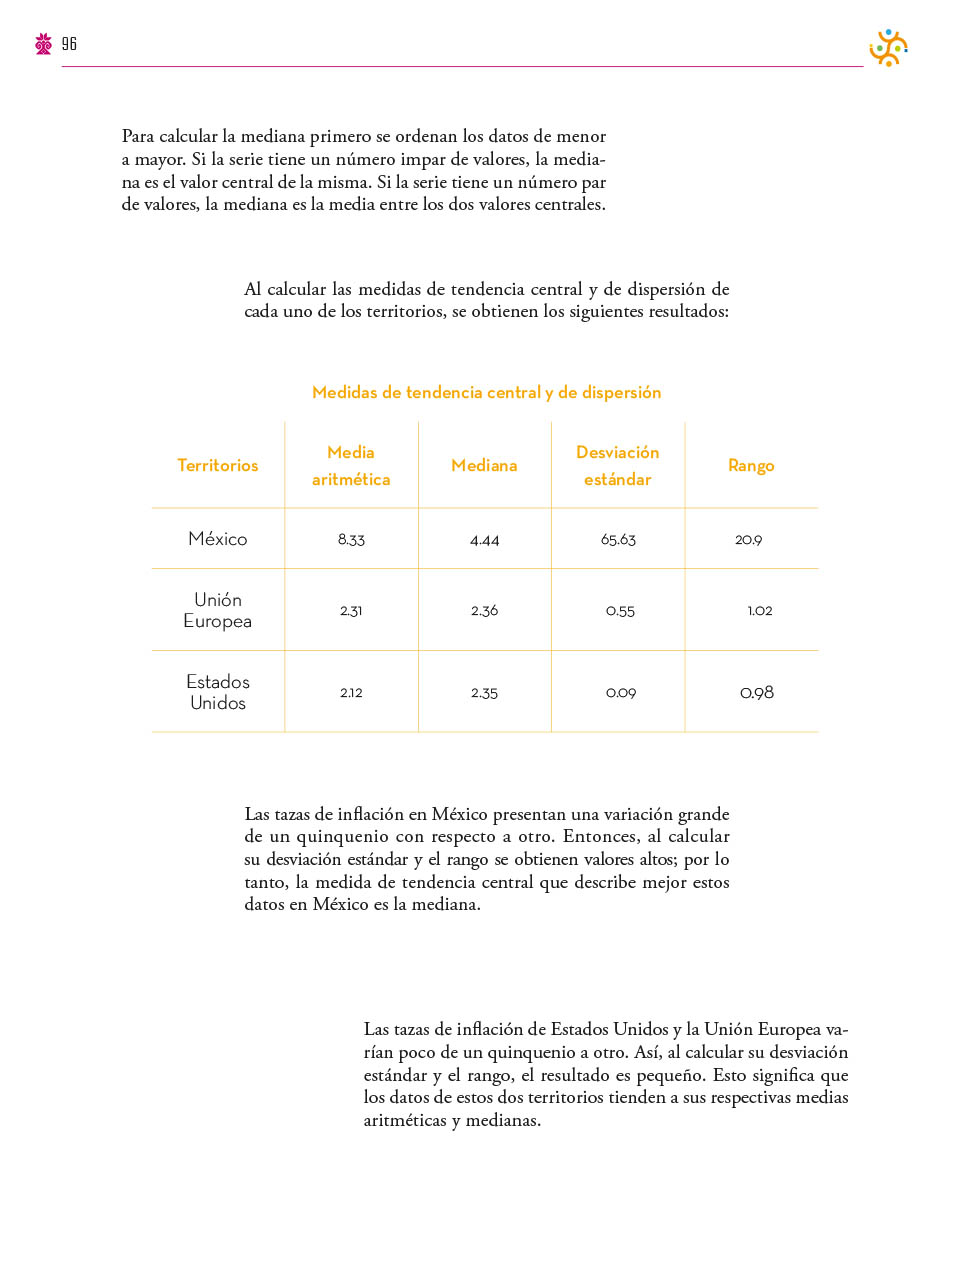 96
Para calcular la mediana primero se ordenan los datos de menor
a mayor. Si la serie tiene un número impar de valores, la media-
na es el valor central de la misma. Si la serie tiene un número par
de valores, la mediana es la media entre los dos valores centrales.
Al calcular las medidas de tendencia central y de dispersión de
cada uno de los territorios, se obtienen los siguientes resultados:
Medidas de tendencia central y de dispersión
Territorios Media aritmética Mediana Desviación estándar Rango
México 8.33 4.44 65.63 20.9
Unión Europea 2.31 2.36 0.55 1.02
Estados Unidos 2.12 2.35 0.09 0.98
Las tazas de inflación en México presentan una variación grande
de un quinquenio con respecto a otro. Entonces, al calcular
su desviación estándar y el rango se obtienen valores altos; por lo
tanto, la medida de tendencia central que describe mejor estos
datos en México es la mediana.
Las tazas de inflación de Estados Unidos y la Unión Europea va-
rían poco de un quinquenio a otro. Así, al calcular su desviación
estándar y el rango, el resultado es pequeño. Esto significa que
los datos de estos dos territorios tienden a sus respectivas medias
aritméticas y medianas.